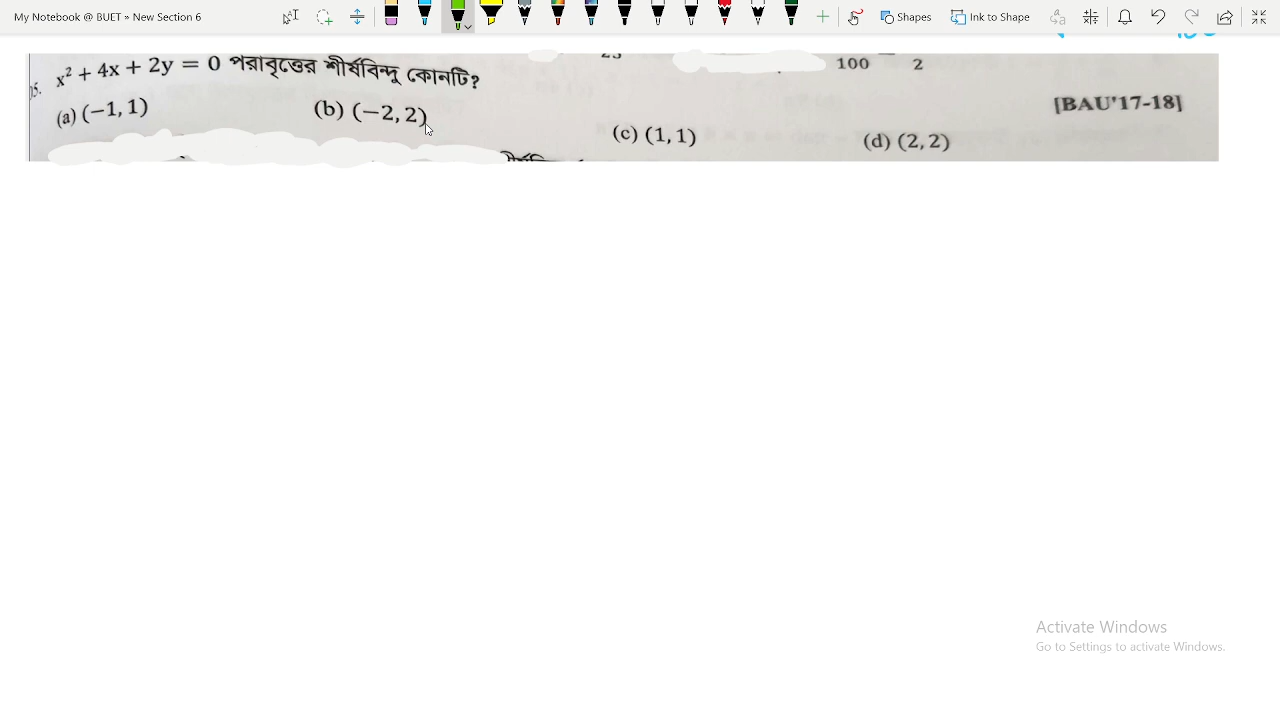 My Notebook @ BUET » New Section 6
Shapes
Ink to Shape
100 2
15. x² + 4x + 2y = 0 পরাবৃত্তের শীর্ষবিন্দু কোনটি?
[BAU'17-18]
(a) (−1, 1) (b) (−2, 2) (c) (1, 1) (d) (2, 2)
Activate Windows
Go to Settings to activate Windows.